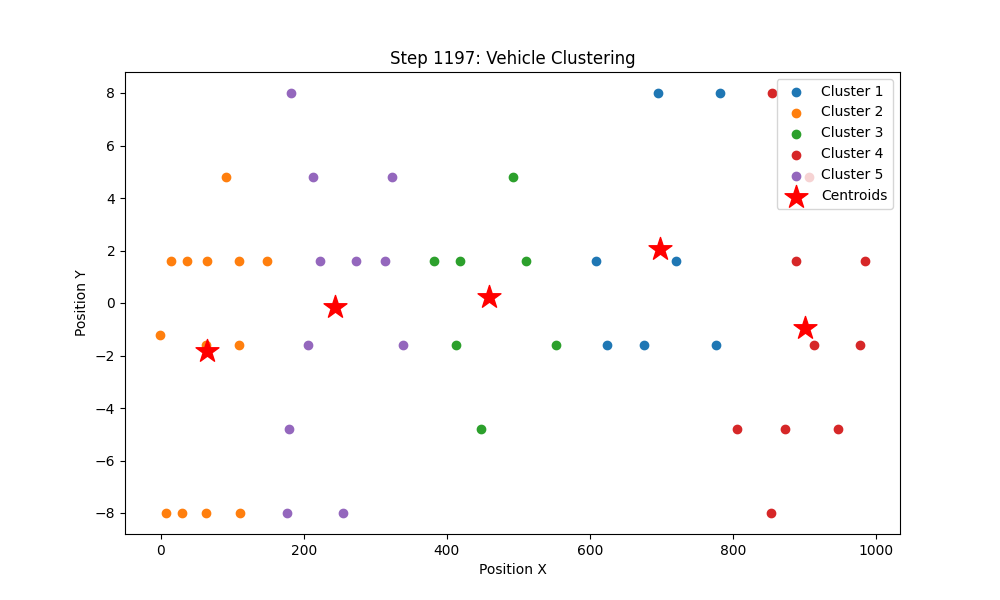 Step 1197: Vehicle Clustering
Cluster 1
Cluster 2
Cluster 3
Cluster 4
Cluster 5
Centroids
Position Y
8
6
4
2
0
−2
−4
−6
−8
0 200 400 600 800 1000
Position X